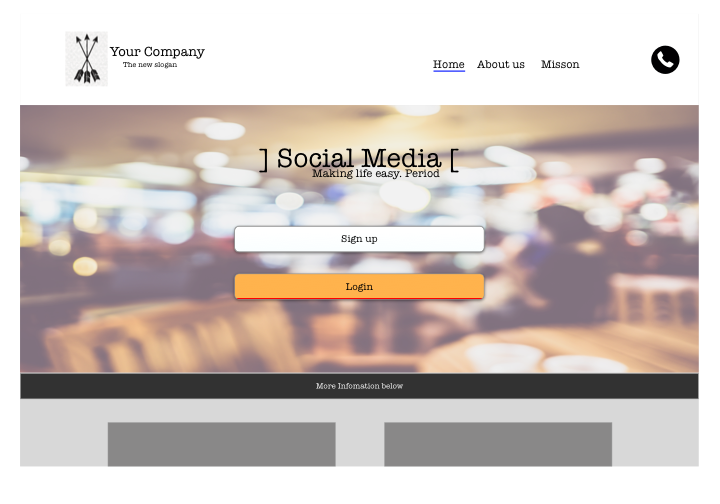 Your Company
The new slogan
Home About us Misson
] Social Media [
Making life easy. Period
Sign up
Login
More Infomation below